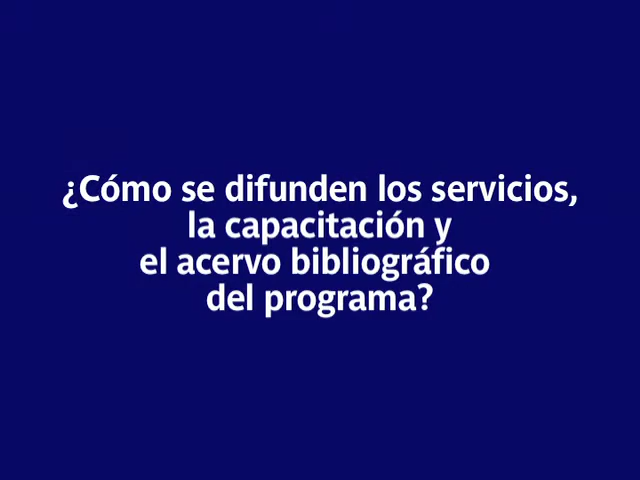 ¿Cómo se difunden los servicios,
la capacitación y
el acervo bibliográfico
del programa?